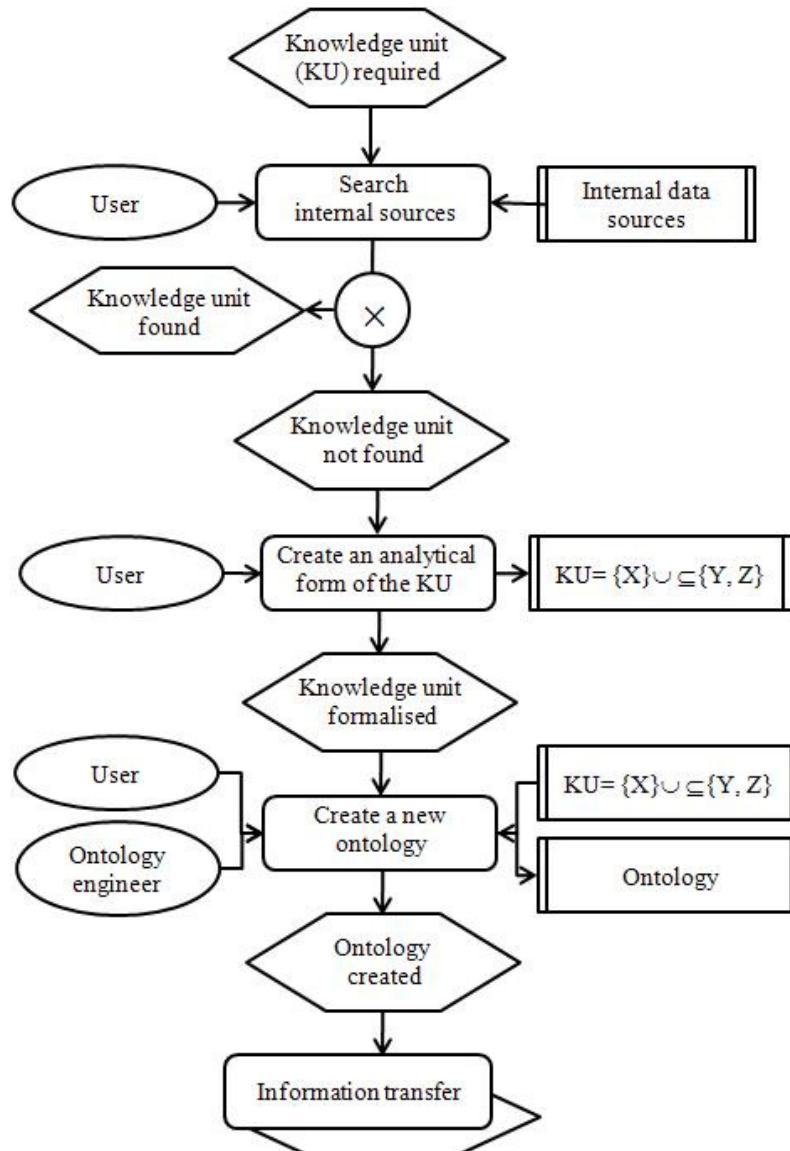 Knowledge unit
(KU) required
User
Search
internal sources
Internal data
sources
Knowledge unit
found
×
Knowledge unit
not found
User
Create an analytical
form of the KU
KU= {X}∪ ⊆{Y, Z}
Knowledge unit
formalised
User
Ontology
engineer
Create a new
ontology
KU= {X}∪ ⊆{Y, Z}
Ontology
Ontology
created
Information transfer